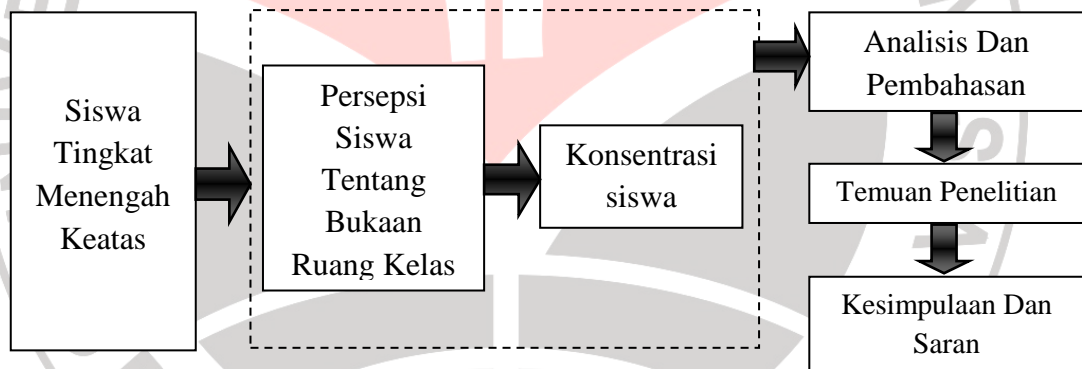 Siswa
Tingkat
Menengah
Keatas
Persepsi
Siswa
Tentang
Bukaan
Ruang Kelas
Konsentrasi
siswa
Analisis Dan
Pembahasan
Temuan Penelitian
Kesimpulaan Dan
Saran